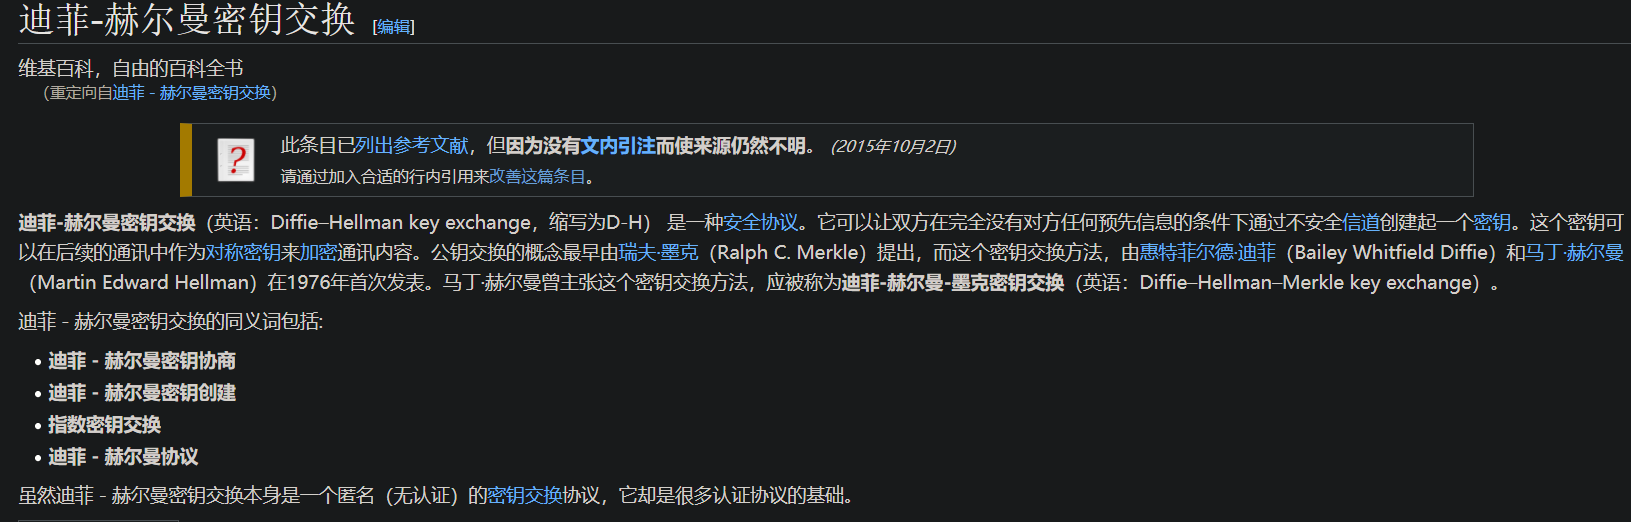 迪菲-赫尔曼密钥交换 [编辑]
维基百科，自由的百科全书
（重定向自迪菲 - 赫尔曼密钥交换）
此条目已列出参考文献，但因为没有文内引注而使来源仍然不明。 (2015年10月2日)
请通过加入合适的行内引用来改善这篇条目。
迪菲-赫尔曼密钥交换（英语：Diffie–Hellman key exchange，缩写为D-H） 是一种安全协议。它可以让双方在完全没有对方任何预先信息的条件下通过不安全信道创建起一个密钥。这个密钥可
以在后续的通讯中作为对称密钥来加密通讯内容。公钥交换的概念最早由瑞夫·墨克（Ralph C. Merkle）提出，而这个密钥交换方法，由惠特菲尔德·迪菲（Bailey Whitfield Diffie）和马丁·赫尔曼
（Martin Edward Hellman）在1976年首次发表。马丁·赫尔曼曾主张这个密钥交换方法，应被称为迪菲-赫尔曼-墨克密钥交换（英语：Diffie–Hellman–Merkle key exchange）。
迪菲 - 赫尔曼密钥交换的同义词包括:
• 迪菲 - 赫尔曼密钥协商
• 迪菲 - 赫尔曼密钥创建
• 指数密钥交换
• 迪菲 - 赫尔曼协议
虽然迪菲 - 赫尔曼密钥交换本身是一个匿名（无认证）的密钥交换协议，它却是很多认证协议的基础。